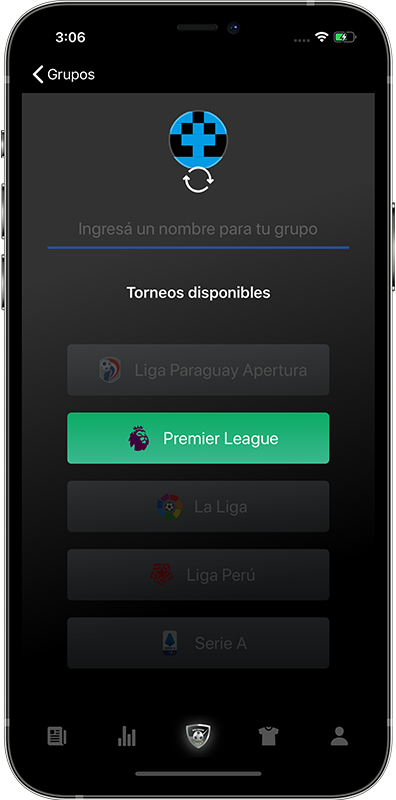 3:06
Grupos
Ingresá un nombre para tu grupo
Torneos disponibles
Liga Paraguay Apertura
Premier League
La Liga
Liga Perú
Serie A